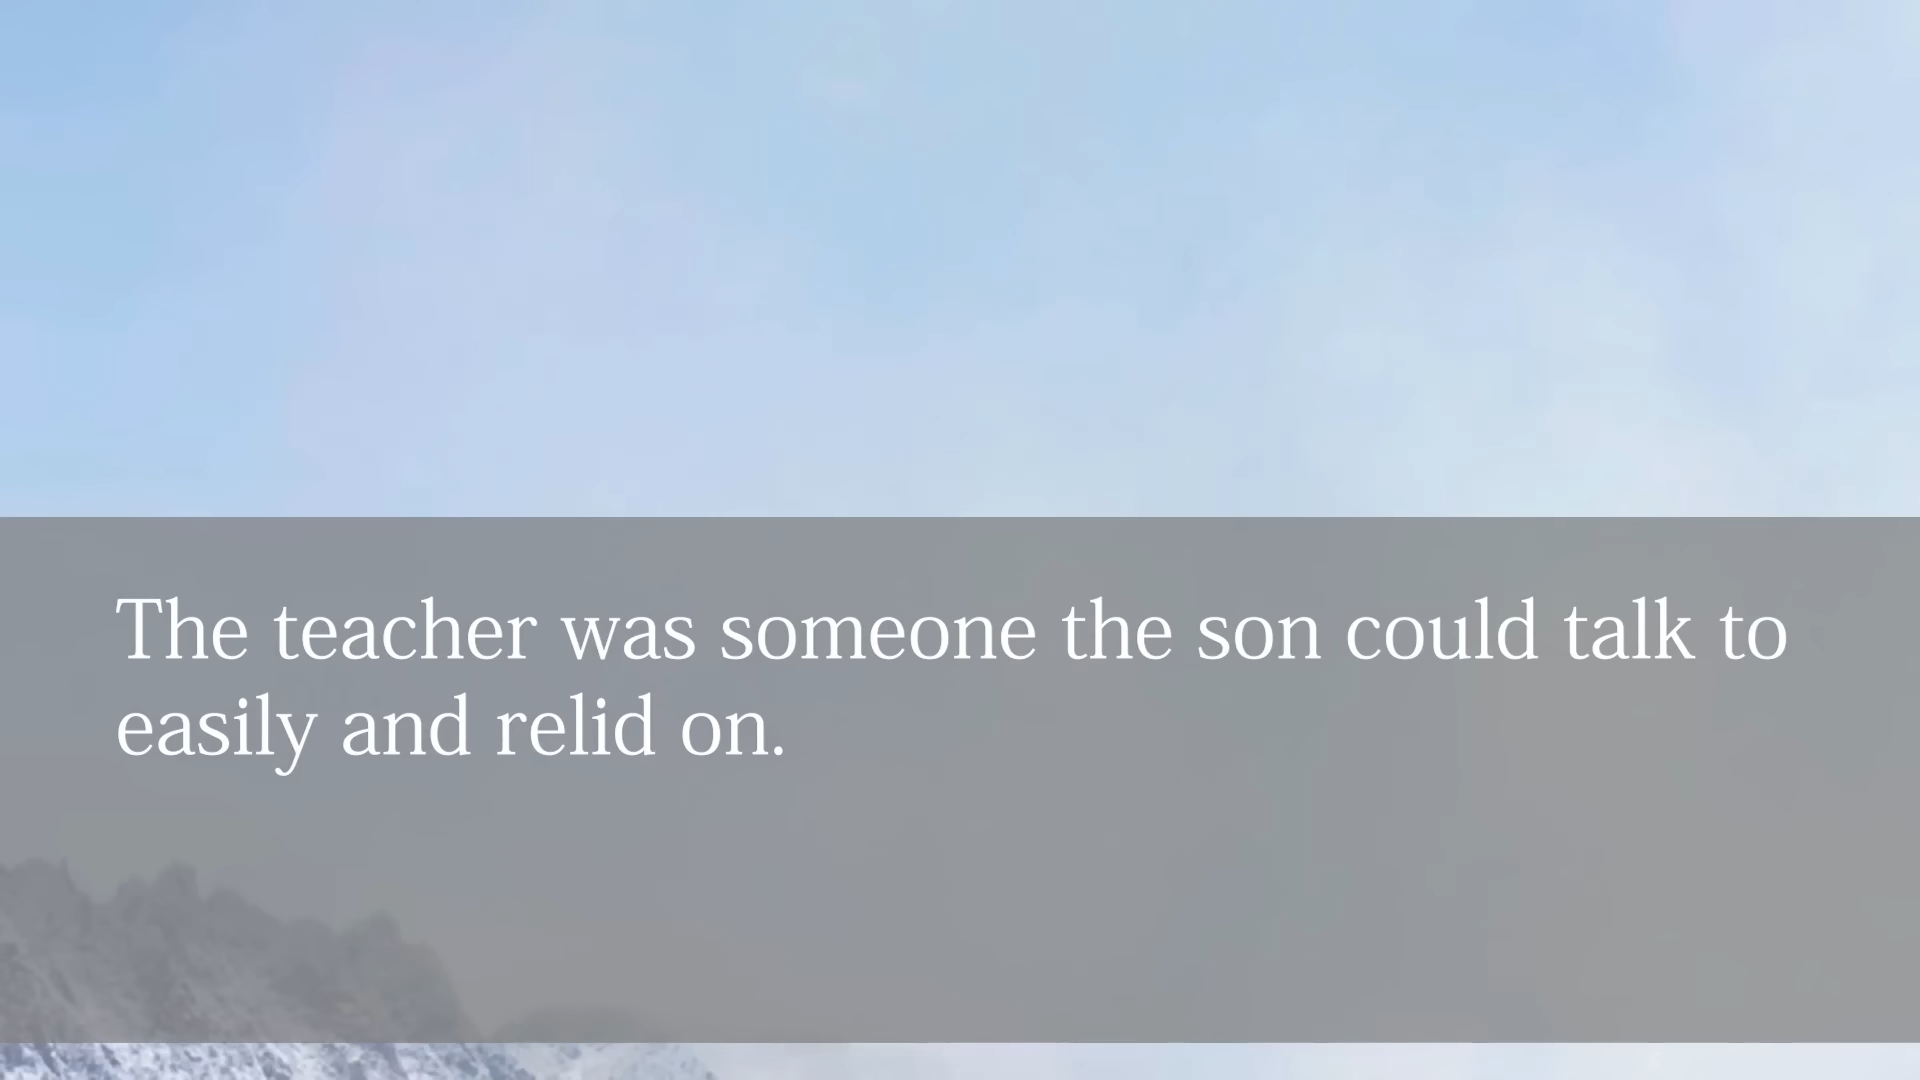 The teacher was someone the son could talk to
easily and relid on.